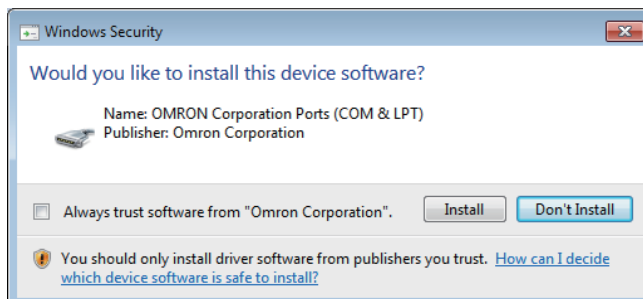 Windows Security
Would you like to install this device software?
Name: OMRON Corporation Ports (COM & LPT)
Publisher: Omron Corporation
Always trust software from "Omron Corporation".
Install
Don't Install
You should only install driver software from publishers you trust. How can I decide
which device software is safe to install?